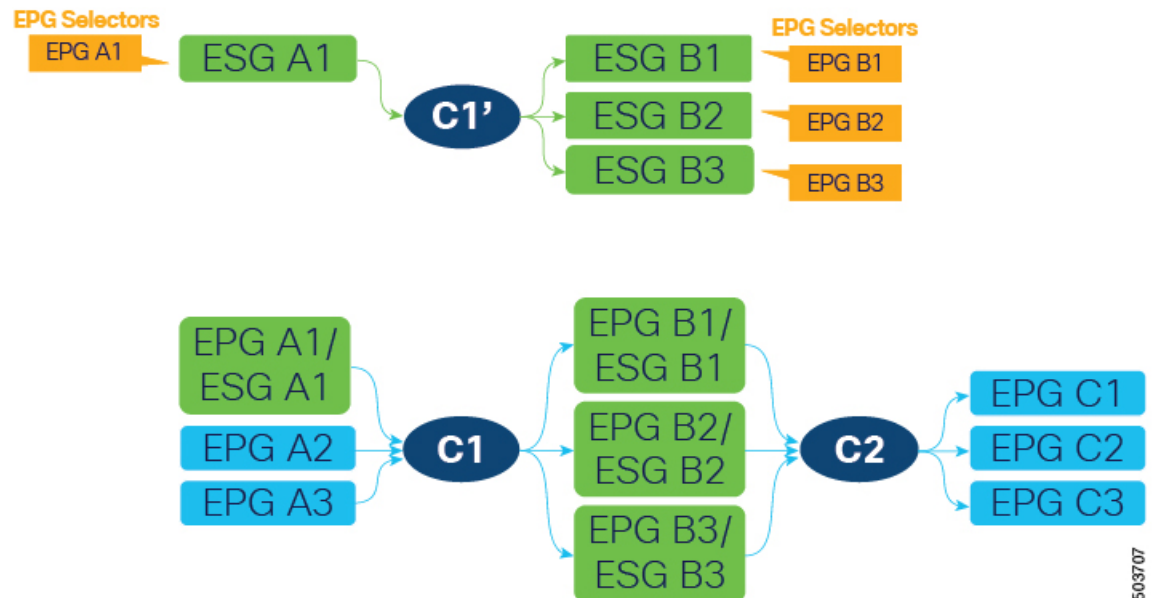 EPG Selectors
EPG A1
ESG A1
C1’
ESG B1
ESG B2
ESG B3
EPG Selectors
EPG B1
EPG B2
EPG B3
EPG A1/
ESG A1
EPG A2
EPG A3
C1
EPG B1/
ESG B1
EPG B2/
ESG B2
EPG B3/
ESG B3
C2
EPG C1
EPG C2
EPG C3
503707